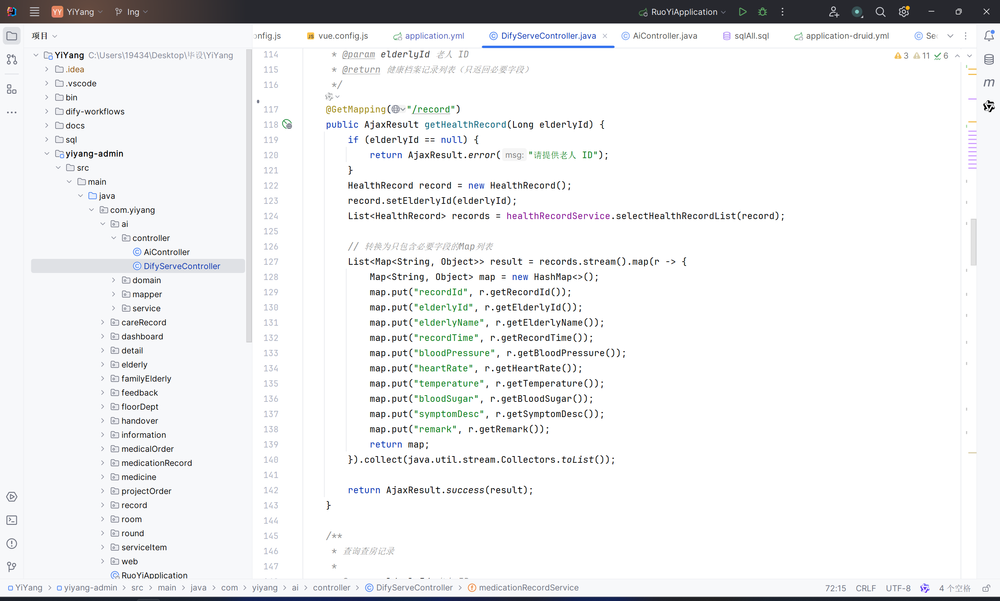 YY YiYang Ing RuoYiApplication
项目
onfig.js JS vue.config.js application.yml DifyServeController.java AiController.java sqlAll.sql application-druid.yml
YiYang C:\Users\19434\Desktop\毕设\YiYang
.idea
.vscode
bin
dify-workflows
docs
sql
yiyang-admin
src
main
java
com.yiyang
ai
controller
AiController
DifyServeController
domain
mapper
service
careRecord
dashboard
detail
elderly
familyElderly
feedback
floorDept
handover
information
medicalOrder
medicationRecord
medicine
projectOrder
record
room
round
serviceItem
web
RuoYiApplication
3 11 6
114 * @param elderlyId 老人 ID
115 * @return 健康档案记录列表（只返回必要字段）
116 */
117 @GetMapping("/record")
118 public AjaxResult getHealthRecord(Long elderlyId) {
119 if (elderlyId == null) {
120 return AjaxResult.error( msg: "请提供老人 ID");
121 }
122 HealthRecord record = new HealthRecord();
123 record.setElderlyId(elderlyId);
124 List<HealthRecord> records = healthRecordService.selectHealthRecordList(record);
125
126 // 转换为只包含必要字段的Map列表
127 List<Map<String, Object>> result = records.stream().map(r -> {
128 Map<String, Object> map = new HashMap<>();
129 map.put("recordId", r.getRecordId());
130 map.put("elderlyId", r.getElderlyId());
131 map.put("elderlyName", r.getElderlyName());
132 map.put("recordTime", r.getRecordTime());
133 map.put("bloodPressure", r.getBloodPressure());
134 map.put("heartRate", r.getHeartRate());
135 map.put("temperature", r.getTemperature());
136 map.put("bloodSugar", r.getBloodSugar());
137 map.put("symptomDesc", r.getSymptomDesc());
138 map.put("remark", r.getRemark());
139 return map;
140 }).collect(java.util.stream.Collectors.toList());
141
142 return AjaxResult.success(result);
143 }
144
145 /**
146 * 查询查房记录
147 *
m
YiYang > yiyang-admin > src > main > java > com > yiyang > ai > controller > DifyServeController > medicationRecordService
72:15 CRLF UTF-8 4 个空格